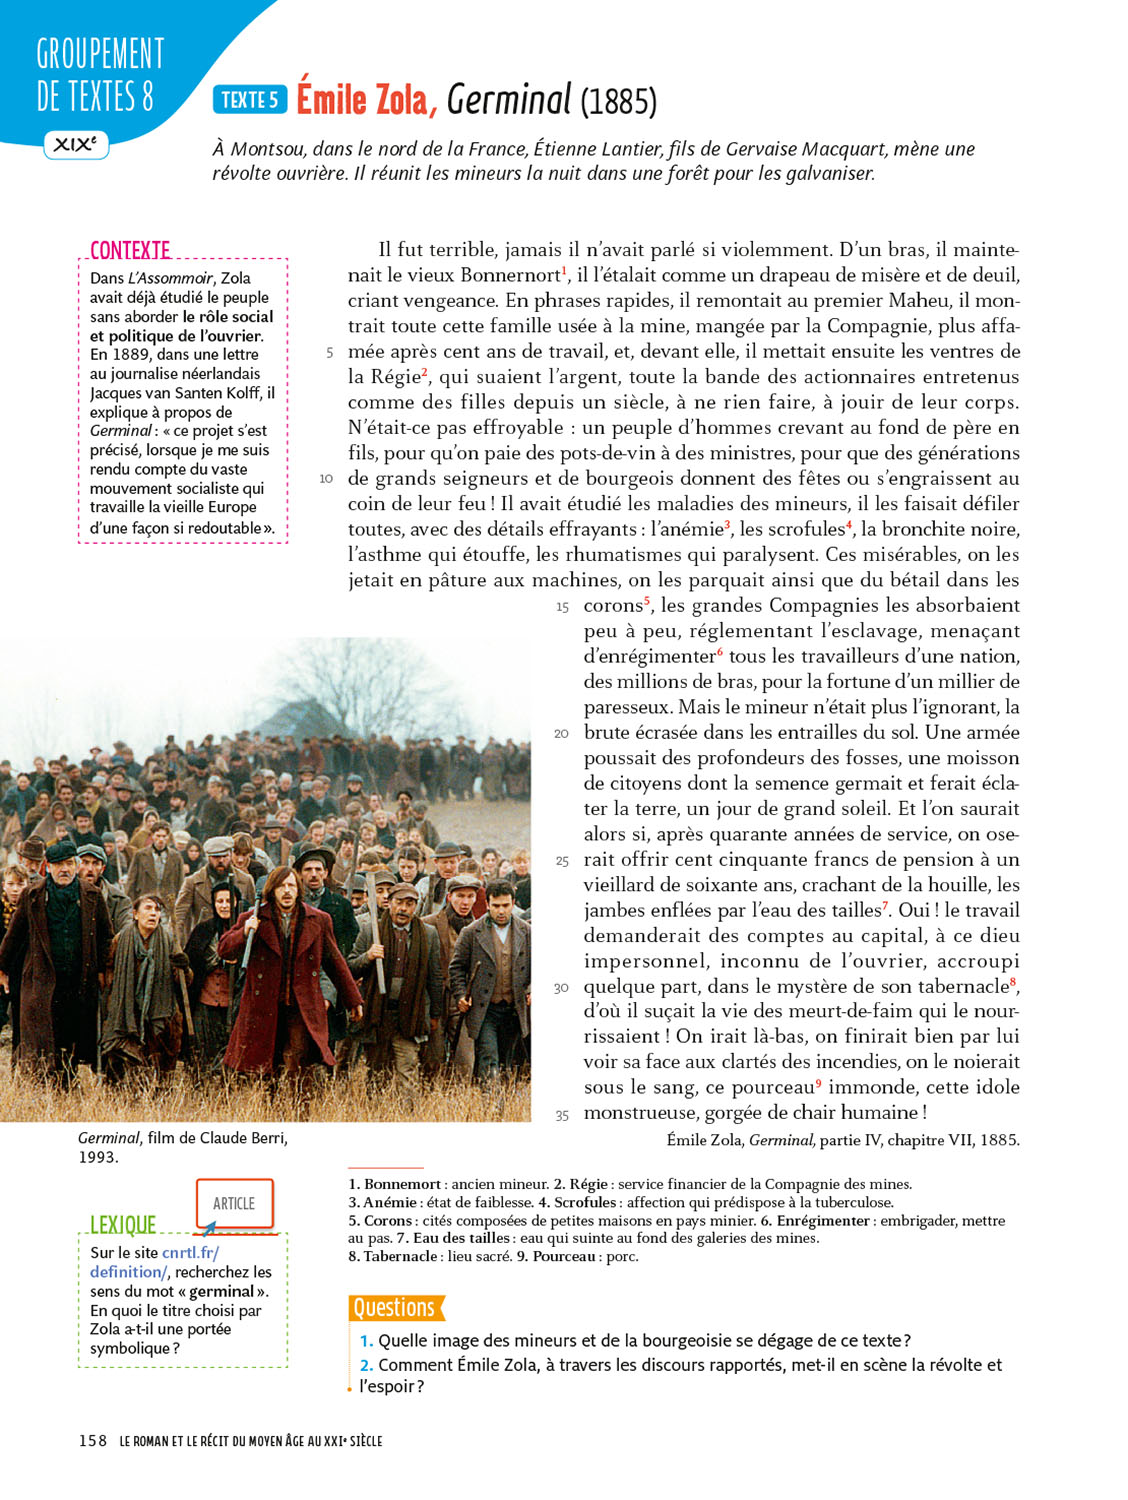 GROUPEMENT
DE TEXTES 8
XIXe
TEXTE 5 Émile Zola, Germinal (1885)
À Montsou, dans le nord de la France, Étienne Lantier, fils de Gervaise Macquart, mène une
révolte ouvrière. Il réunit les mineurs la nuit dans une forêt pour les galvaniser.
CONTEXTE
Dans L’Assommoir, Zola
avait déjà étudié le peuple
sans aborder le rôle social
et politique de l’ouvrier.
En 1889, dans une lettre
au journalise néerlandais
Jacques van Santen Kolff, il
explique à propos de
Germinal : « ce projet s’est
précisé, lorsque je me suis
rendu compte du vaste
mouvement socialiste qui
travaille la vieille Europe
d’une façon si redoutable ».
Il fut terrible, jamais il n’avait parlé si violemment. D’un bras, il mainte-
nait le vieux Bonnernort1, il l’étalait comme un drapeau de misère et de deuil,
criant vengeance. En phrases rapides, il remontait au premier Maheu, il mon-
trait toute cette famille usée à la mine, mangée par la Compagnie, plus affa-
5 mée après cent ans de travail, et, devant elle, il mettait ensuite les ventres de
la Régie2, qui suaient l’argent, toute la bande des actionnaires entretenus
comme des filles depuis un siècle, à ne rien faire, à jouir de leur corps.
N’était-ce pas effroyable : un peuple d’hommes crevant au fond de père en
fils, pour qu’on paie des pots-de-vin à des ministres, pour que des générations
10 de grands seigneurs et de bourgeois donnent des fêtes ou s’engraissent au
coin de leur feu ! Il avait étudié les maladies des mineurs, il les faisait défiler
toutes, avec des détails effrayants : l’anémie3, les scrofules4, la bronchite noire,
l’asthme qui étouffe, les rhumatismes qui paralysent. Ces misérables, on les
jetait en pâture aux machines, on les parquait ainsi que du bétail dans les
15 corons5, les grandes Compagnies les absorbaient
peu à peu, réglementant l’esclavage, menaçant
d’enrégimenter6 tous les travailleurs d’une nation,
des millions de bras, pour la fortune d’un millier de
paresseux. Mais le mineur n’était plus l’ignorant, la
20 brute écrasée dans les entrailles du sol. Une armée
poussait des profondeurs des fosses, une moisson
de citoyens dont la semence germait et ferait écla-
ter la terre, un jour de grand soleil. Et l’on saurait
alors si, après quarante années de service, on ose-
25 rait offrir cent cinquante francs de pension à un
vieillard de soixante ans, crachant de la houille, les
jambes enflées par l’eau des tailles7. Oui ! le travail
demanderait des comptes au capital, à ce dieu
impersonnel, inconnu de l’ouvrier, accroupi
30 quelque part, dans le mystère de son tabernacle8,
d’où il suçait la vie des meurt-de-faim qui le nour-
rissaient ! On irait là-bas, on finirait bien par lui
voir sa face aux clartés des incendies, on le noierait
sous le sang, ce pourceau9 immonde, cette idole
35 monstrueuse, gorgée de chair humaine !
Émile Zola, Germinal, partie IV, chapitre VII, 1885.
Germinal, film de Claude Berri,
1993.
1. Bonnemort : ancien mineur. 2. Régie : service financier de la Compagnie des mines.
3. Anémie : état de faiblesse. 4. Scrofules : affection qui prédispose à la tuberculose.
5. Corons : cités composées de petites maisons en pays minier. 6. Enrégimenter : embrigader, mettre
au pas. 7. Eau des tailles : eau qui suinte au fond des galeries des mines.
8. Tabernacle : lieu sacré. 9. Pourceau : porc.
ARTICLE
LEXIQUE
Sur le site cnrtl.fr/
definition/, recherchez les
sens du mot « germinal ».
En quoi le titre choisi par
Zola a-t-il une portée
symbolique ?
Questions
1. Quelle image des mineurs et de la bourgeoisie se dégage de ce texte ?
2. Comment Émile Zola, à travers les discours rapportés, met-il en scène la révolte et
l’espoir ?
158 LE ROMAN ET LE RÉCIT DU MOYEN ÂGE AU XXIe SIÈCLE